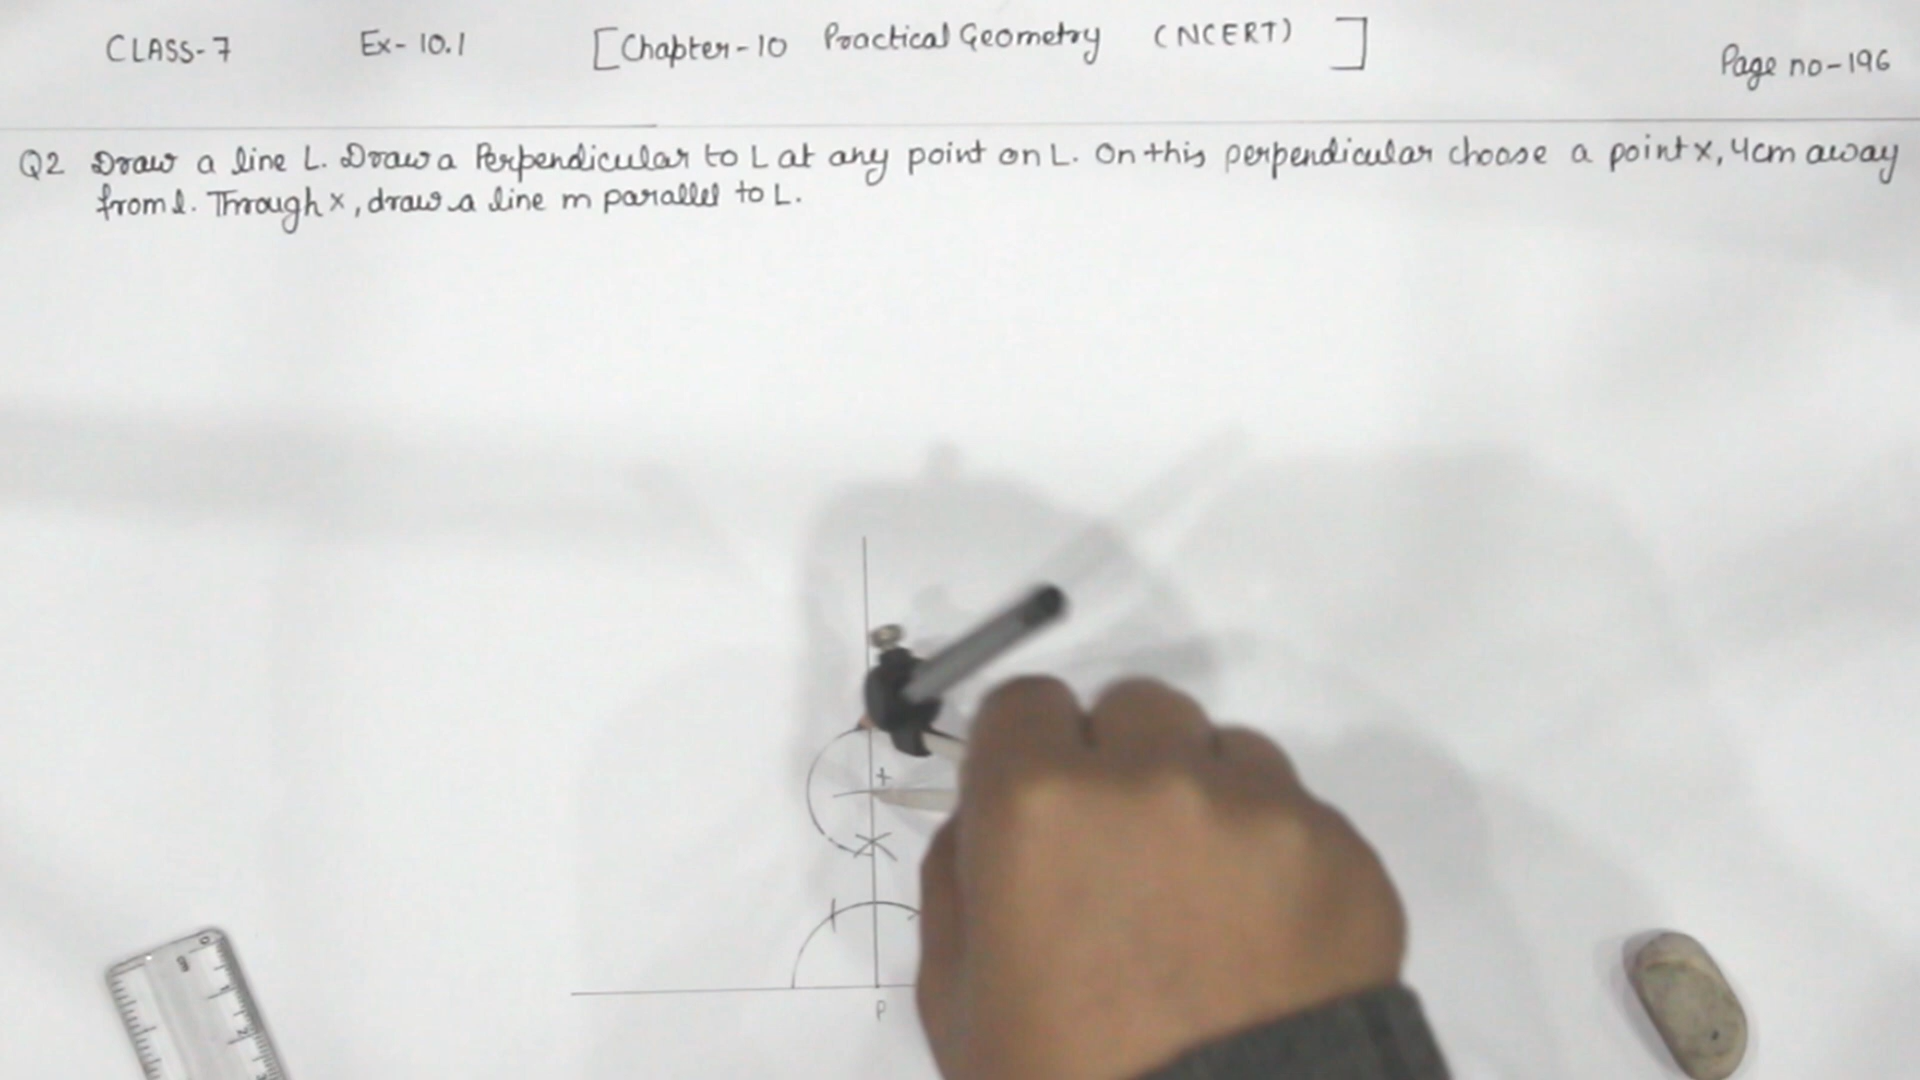 CLASS-7 Ex- 10.1 [Chapter-10 Practical Geometry (NCERT)] Page no-196
Q2 Draw a line L. Draw a Perpendicular to L at any point on L. On this perpendicular choose a point x, 4cm away
from l. Through x, draw a line m parallel to L.
P